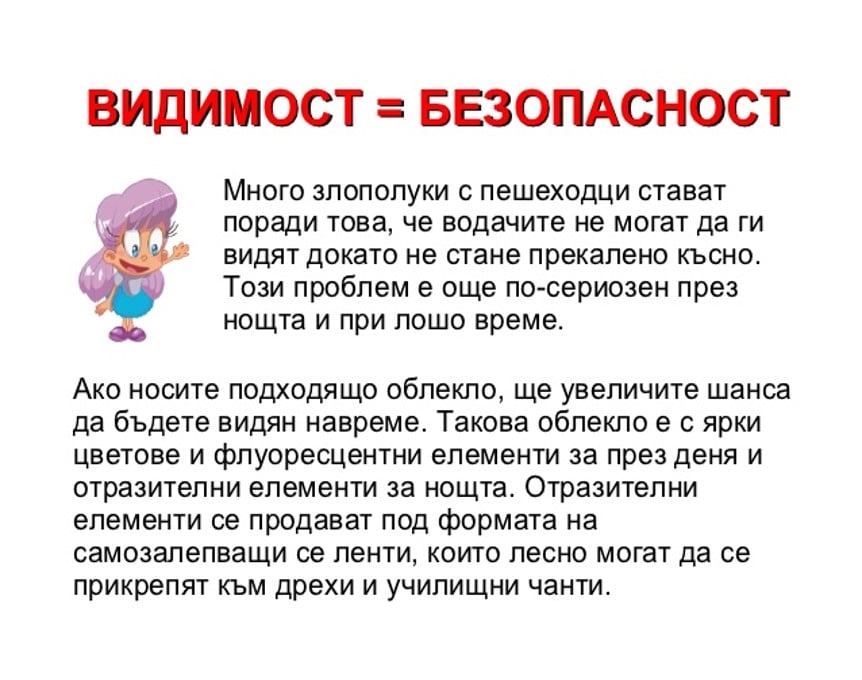 ВИДИМОСТ = БЕЗОПАСНОСТ
Много злополуки с пешеходци стават
поради това, че водачите не могат да ги
видят докато не стане прекалено късно.
Този проблем е още по-сериозен през
нощта и при лошо време.
Ако носите подходящо облекло, ще увеличите шанса
да бъдете видян навреме. Такова облекло е с ярки
цветове и флуоресцентни елементи за през деня и
отразителни елементи за нощта. Отразителни
елементи се продават под формата на
самозалепващи се ленти, които лесно могат да се
прикрепят към дрехи и училищни чанти.